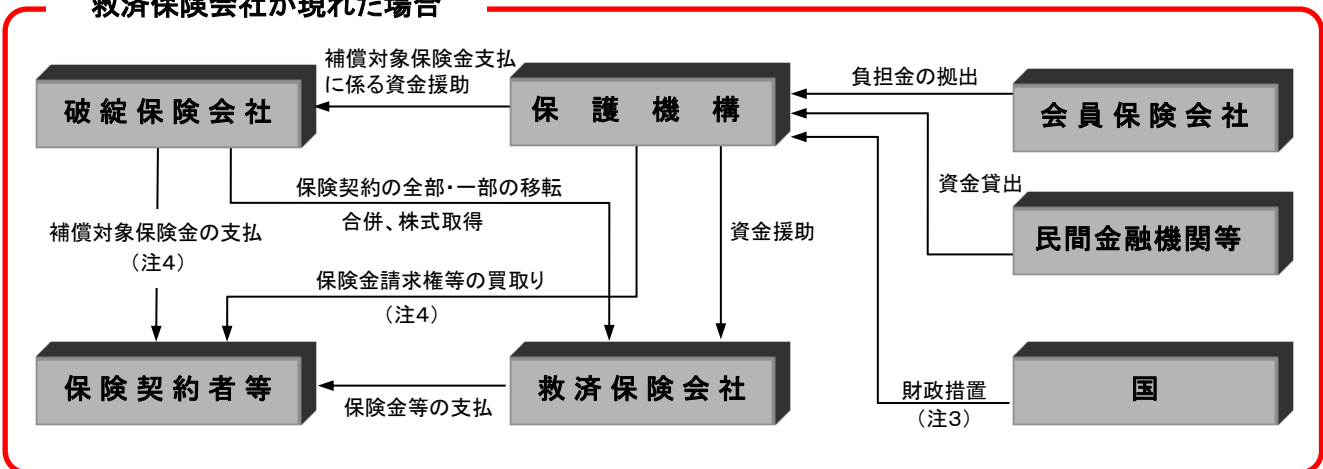 救済保険会社が現れた場合
補償対象保険金支払
に係る資金援助
負担金の拠出
破綻保険会社
保護機構
会員保険会社
保険契約の全部・一部の移転
合併、株式取得
資金貸出
補償対象保険金の支払
（注４）
資金援助
民間金融機関等
保険金請求権等の買取り
（注４）
保険契約者等
救済保険会社
国
保険金等の支払
財政措置
（注３）